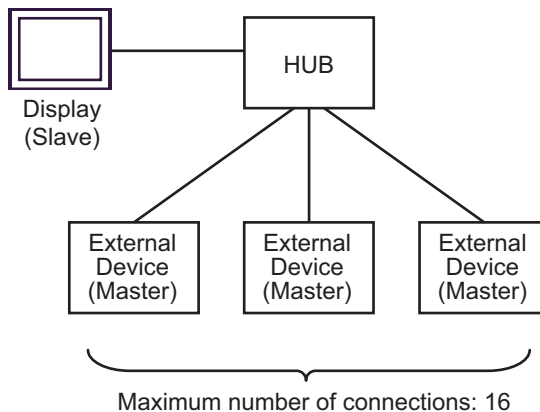 HUB
Display
(Slave)
External
Device
(Master)
External
Device
(Master)
External
Device
(Master)
Maximum number of connections: 16